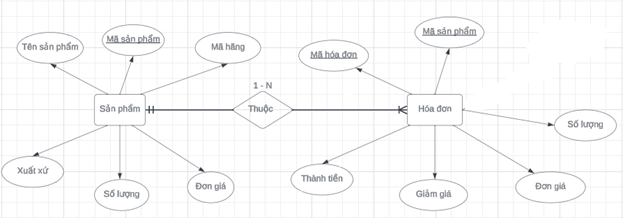 Tên sản phẩm
Mã sản phẩm
Mã hãng
Mã hóa đơn
Mã sản phẩm
1 - N
Sản phẩm
Thuộc
Hóa đơn
Số lượng
Xuất xứ
Số lượng
Đơn giá
Thành tiền
Giảm giá
Đơn giá